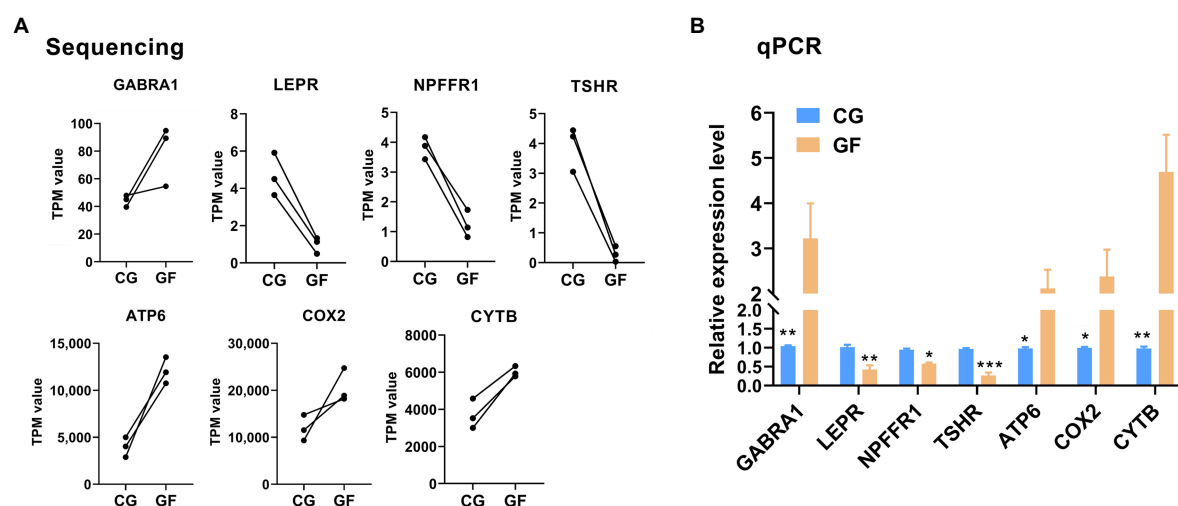 A
Sequencing
GABRA1
TPM value
100
80
60
40
20
0
CG GF
LEPR
TPM value
8
6
4
2
0
CG GF
NPFFR1
TPM value
5
4
3
2
1
0
CG GF
TSHR
TPM value
5
4
3
2
1
0
CG GF
ATP6
TPM value
15,000
10,000
5,000
0
CG GF
COX2
TPM value
30,000
20,000
10,000
0
CG GF
CYTB
TPM value
8000
6000
4000
2000
0
CG GF
B
qPCR
CG
GF
Relative expression level
6
5
4
3
2
2.0
1.5
1.0
0.5
0.0
** ** * *** * * **
GABRA1
LEPR
NPFFR1
TSHR
ATP6
COX2
CYTB